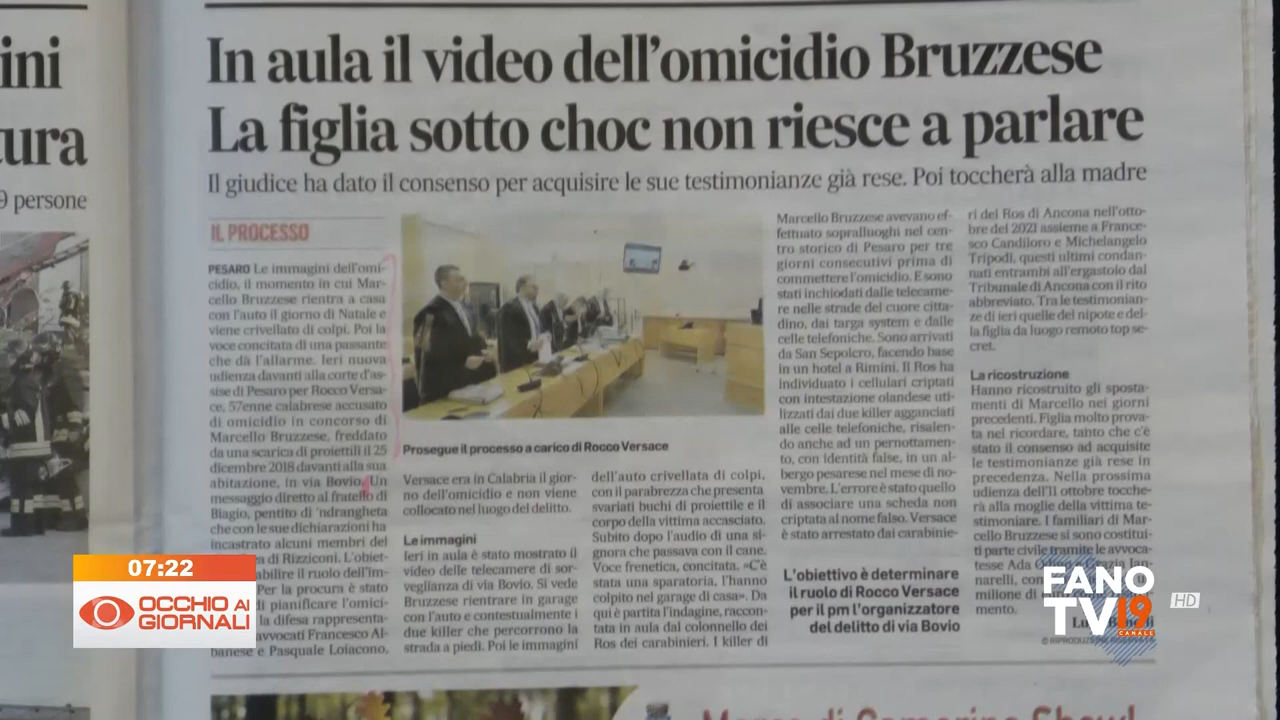 ini
tura
9 persone
In aula il video dell'omicidio Bruzzese
La figlia sotto choc non riesce a parlare
Il giudice ha dato il consenso per acquisire le sue testimonianze già rese. Poi toccherà alla madre
IL PROCESSO
PESARO Le immagini dell'omi-
cidio, il momento in cui Mar-
cello Bruzzese rientra a casa
con l'auto il giorno di Natale e
viene crivellato di colpi. Poi la
voce concitata di una passante
che dà l'allarme. Ieri nuova
udienza davanti alla corte d'as-
sise di Pesaro per Rocco Versa-
ce, 57enne calabrese accusato
di omicidio in concorso di
Marcello Bruzzese, freddato
da una scarica di proiettili il 25
dicembre 2018 davanti alla sua
abitazione, in via Bovio. Un
messaggio diretto al fratello di
Biagio, pentito di 'ndrangheta
che con le sue dichiarazioni ha
incastrato alcuni membri del
di Rizziconi. L'obiet-
abilire il ruolo dell'im-
Per la procura è stato
di pianificare l'omici-
la difesa rappresenta-
avvocati Francesco Al-
banese e Pasquale Loiacono,
Prosegue il processo a carico di Rocco Versace
Versace era in Calabria il gior-
no dell'omicidio e non viene
collocato nel luogo del delitto.
Le immagini
Ieri in aula è stato mostrato il
video delle telecamere di sor-
veglianza di via Bovio. Si vede
Bruzzese rientrare in garage
con l'auto e contestualmente i
due killer che percorrono la
strada a piedi. Poi le immagini
dell'auto crivellata di colpi,
con il parabrezza che presenta
svariati buchi di proiettile e il
corpo della vittima accasciato.
Subito dopo l'audio di una si-
gnora che passava con il cane.
Voce frenetica, concitata. «C'è
stata una sparatoria, l'hanno
colpito nel garage di casa». Da
qui è partita l'indagine, raccon-
tata in aula dal colonnello dei
Ros dei carabinieri. I killer di
Marcello Bruzzese avevano ef-
fettuato sopralluoghi nel cen-
tro storico di Pesaro per tre
giorni consecutivi prima di
commettere l'omicidio. E sono
stati inchiodati dalle telecame-
re nelle strade del cuore citta-
dino, dai targa system e dalle
celle telefoniche. Sono arrivati
da San Sepolcro, facendo base
in un hotel a Rimini. Il Ros ha
individuato i cellulari criptati
con intestazione olandese uti-
lizzati dai due killer agganciati
alle celle telefoniche, risalen-
do anche ad un pernottamen-
to, con identità false, in un al-
bergo pesarese nel mese di no-
vembre. L'errore è stato quello
di associare una scheda non
criptata al nome falso. Versace
è stato arrestato dai carabinie-
L'obiettivo è determinare
il ruolo di Rocco Versace
per il pm l'organizzatore
del delitto di via Bovio
ri del Ros di Ancona nell'otto-
bre del 2021 assieme a France-
sco Candiloro e Michelangelo
Tripodi, questi ultimi condan-
nati entrambi all'ergastolo dal
Tribunale di Ancona con il rito
abbreviato. Tra le testimonian-
ze di ieri quelle del nipote e del-
la figlia da luogo remoto top se-
cret.
La ricostruzione
Hanno ricostruito gli sposta-
menti di Marcello nei giorni
precedenti. Figlia molto prova-
ta nel ricordare, tanto che c'è
stato il consenso ad acquisite
le testimonianze già rese in
precedenza. Nella prossima
udienza dell'11 ottobre tocche-
rà alla moglie della vittima te-
stimoniare. I familiari di Mar-
cello Bruzzese si sono costitui-
ti parte civile tramite le avvoca-
tesse Ada
narelli, con
milione di
mento.
07:22
OCCHIO AI
GIORNALI
FANO
TV19
CANALE
HD